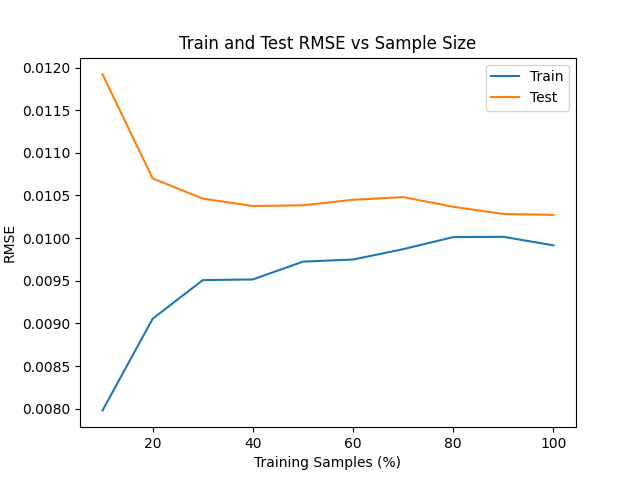 Train and Test RMSE vs Sample Size
Train
Test
0.0120
0.0115
0.0110
0.0105
0.0100
0.0095
0.0090
0.0085
0.0080
RMSE
20 40 60 80 100
Training Samples (%)